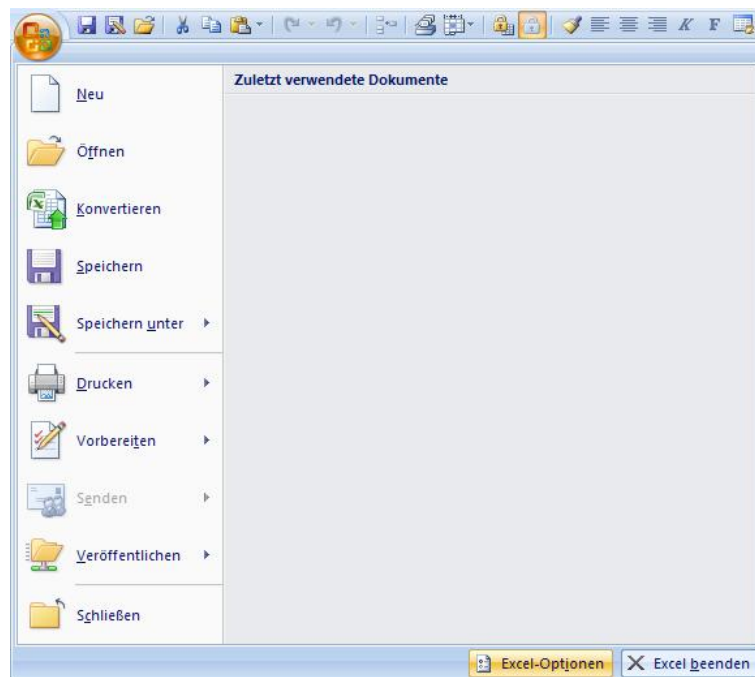 K F
Zuletzt verwendete Dokumente
Neu
Öffnen
Konvertieren
Speichern
Speichern unter
Drucken
Vorbereiten
Senden
Veröffentlichen
Schließen
Excel-Optionen
Excel beenden